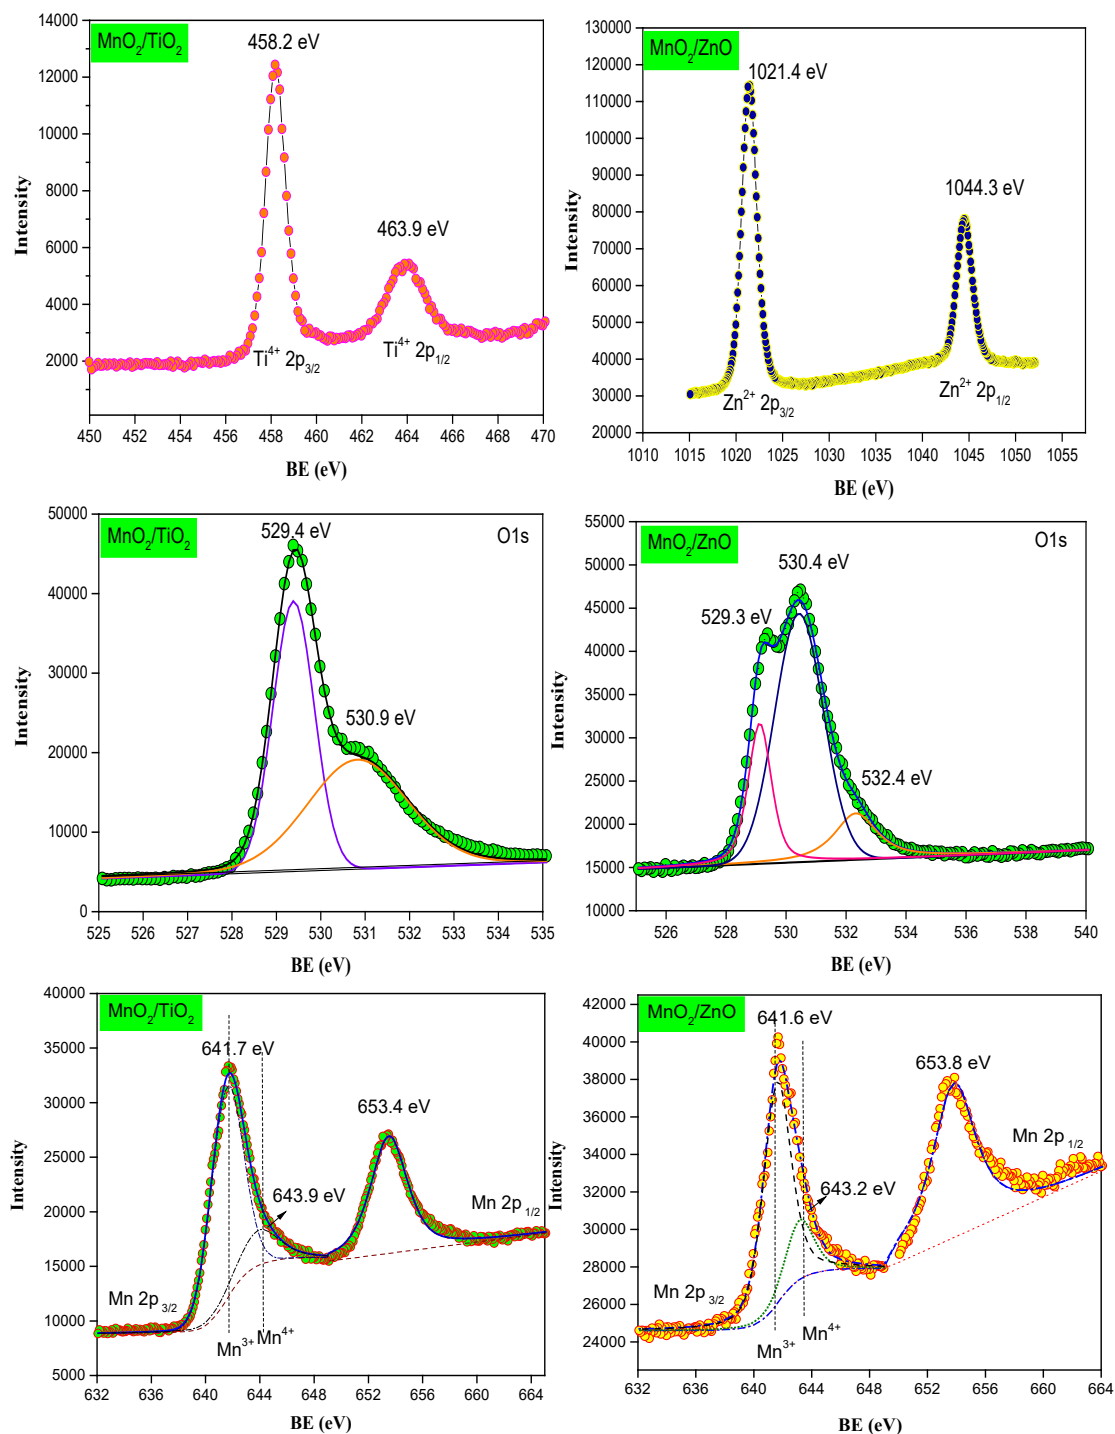 MnO₂/TiO₂
458.2 eV
463.9 eV
Ti⁴⁺ 2p₃/₂
Ti⁴⁺ 2p₁/₂
14000
12000
10000
8000
6000
4000
2000
Intensity
450 452 454 456 458 460 462 464 466 468 470
BE (eV)
MnO₂/ZnO
1021.4 eV
1044.3 eV
Zn²⁺ 2p₃/₂
Zn²⁺ 2p₁/₂
130000
120000
110000
100000
90000
80000
70000
60000
50000
40000
30000
20000
Intensity
1010 1015 1020 1025 1030 1035 1040 1045 1050 1055
BE (eV)
MnO₂/TiO₂
O1s
529.4 eV
530.9 eV
50000
40000
30000
20000
10000
0
Intensity
525 526 527 528 529 530 531 532 533 534 535
BE (eV)
MnO₂/ZnO
O1s
530.4 eV
529.3 eV
532.4 eV
55000
50000
45000
40000
35000
30000
25000
20000
15000
10000
Intensity
526 528 530 532 534 536 538 540
BE (eV)
MnO₂/TiO₂
641.7 eV
653.4 eV
643.9 eV
Mn 2p₁/₂
Mn 2p₃/₂
Mn³⁺
Mn⁴⁺
40000
35000
30000
25000
20000
15000
10000
5000
Intensity
632 636 640 644 648 652 656 660 664
BE (eV)
MnO₂/ZnO
641.6 eV
653.8 eV
Mn 2p₁/₂
643.2 eV
Mn 2p₃/₂
Mn³⁺
Mn⁴⁺
42000
40000
38000
36000
34000
32000
30000
28000
26000
24000
Intensity
632 636 640 644 648 652 656 660 664
BE (eV)